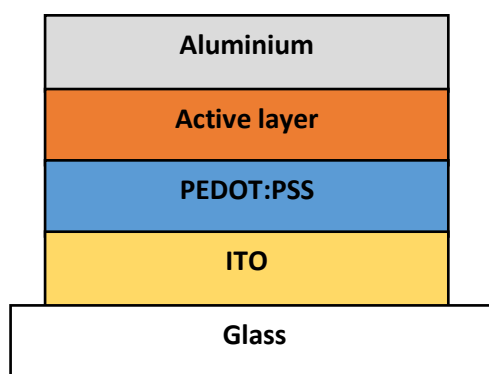 Aluminium
Active layer
PEDOT:PSS
ITO
Glass